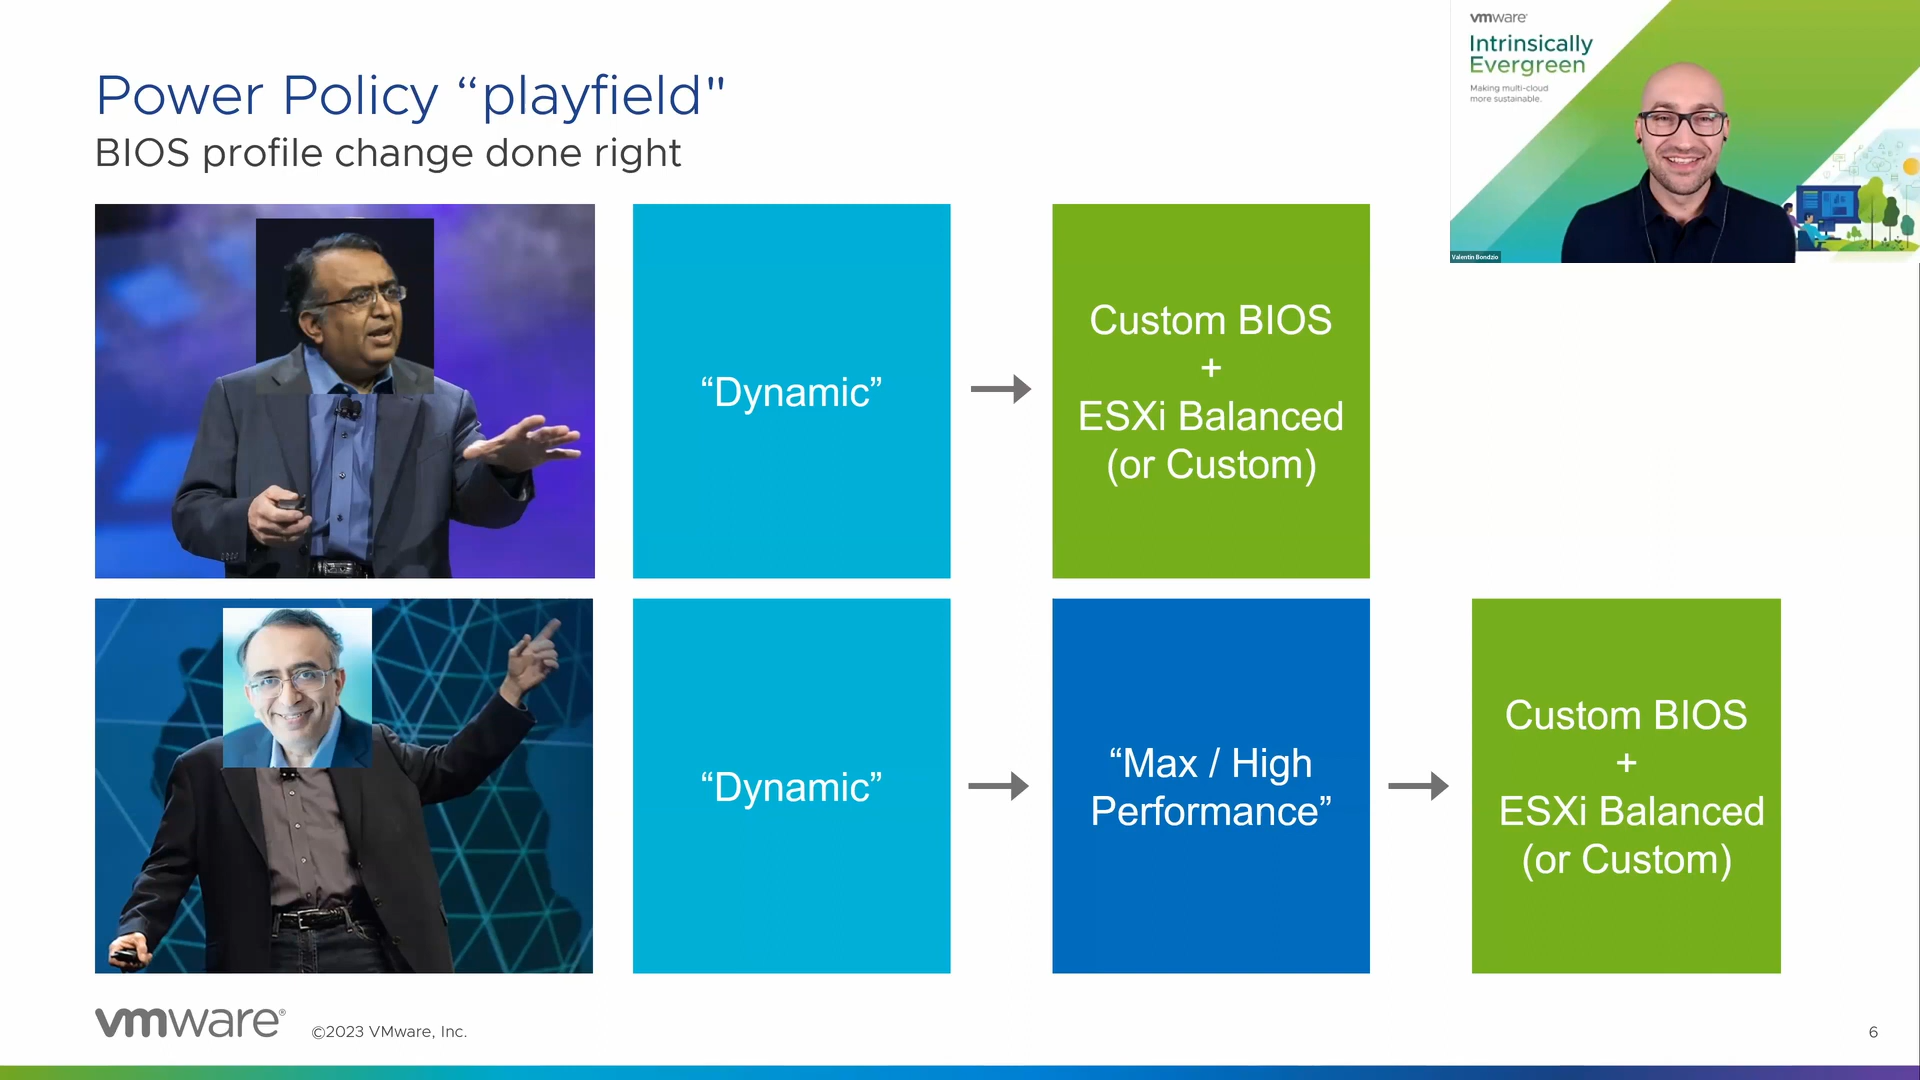 Power Policy “playfield"
BIOS profile change done right
vmware®
Intrinsically
Evergreen
Making multi-cloud
more sustainable.
Valentin Bondzio
“Dynamic”
Custom BIOS
+
ESXi Balanced
(or Custom)
“Dynamic”
“Max / High
Performance”
Custom BIOS
+
ESXi Balanced
(or Custom)
vmware®
©2023 VMware, Inc.
6